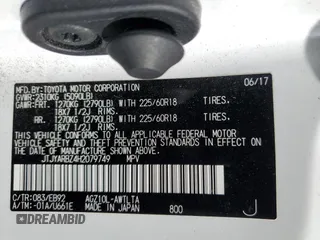 MFD.BY:TOYOTA MOTOR CORPORATION 06/17
GVWR:2310KG (5090LB)
GAWR:FRT. 1270KG (2790LB) WITH 225/60R18 TIRES.
18X7 1/2J RIMS
RR. 1270KG (2790LB) WITH 225/60R18 TIRES.
18X7 1/2J RIMS
THIS VEHICLE CONFORMS TO ALL APPLICABLE FEDERAL MOTOR
VEHICLE SAFETY AND THEFT PREVENTION STANDARDS IN
EFFECT ON THE DATE OF MANUFACTURE SHOWN ABOVE.
JTJYARBZ4H2079749 MPV
C/TR:083/EB92 AGZ10L-AWTLTA
A/TM:-01A/U661E MADE IN JAPAN 800 J